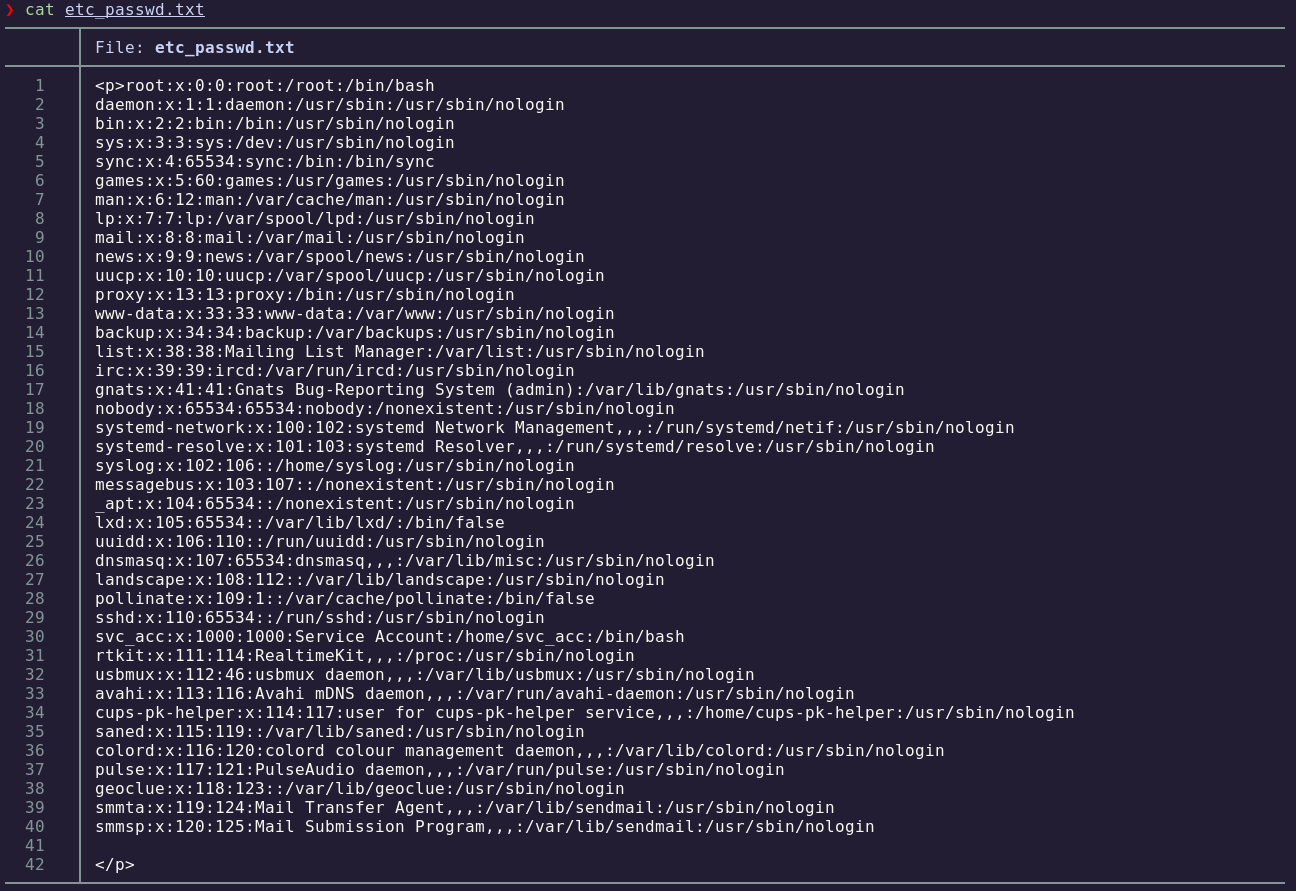 ❯ cat etc_passwd.txt
File: etc_passwd.txt
1 <p>root:x:0:0:root:/root:/bin/bash
2 daemon:x:1:1:daemon:/usr/sbin:/usr/sbin/nologin
3 bin:x:2:2:bin:/bin:/usr/sbin/nologin
4 sys:x:3:3:sys:/dev:/usr/sbin/nologin
5 sync:x:4:65534:sync:/bin:/bin/sync
6 games:x:5:60:games:/usr/games:/usr/sbin/nologin
7 man:x:6:12:man:/var/cache/man:/usr/sbin/nologin
8 lp:x:7:7:lp:/var/spool/lpd:/usr/sbin/nologin
9 mail:x:8:8:mail:/var/mail:/usr/sbin/nologin
10 news:x:9:9:news:/var/spool/news:/usr/sbin/nologin
11 uucp:x:10:10:uucp:/var/spool/uucp:/usr/sbin/nologin
12 proxy:x:13:13:proxy:/bin:/usr/sbin/nologin
13 www-data:x:33:33:www-data:/var/www:/usr/sbin/nologin
14 backup:x:34:34:backup:/var/backups:/usr/sbin/nologin
15 list:x:38:38:Mailing List Manager:/var/list:/usr/sbin/nologin
16 irc:x:39:39:ircd:/var/run/ircd:/usr/sbin/nologin
17 gnats:x:41:41:Gnats Bug-Reporting System (admin):/var/lib/gnats:/usr/sbin/nologin
18 nobody:x:65534:65534:nobody:/nonexistent:/usr/sbin/nologin
19 systemd-network:x:100:102:systemd Network Management,,,:/run/systemd/netif:/usr/sbin/nologin
20 systemd-resolve:x:101:103:systemd Resolver,,,:/run/systemd/resolve:/usr/sbin/nologin
21 syslog:x:102:106::/home/syslog:/usr/sbin/nologin
22 messagebus:x:103:107::/nonexistent:/usr/sbin/nologin
23 _apt:x:104:65534::/nonexistent:/usr/sbin/nologin
24 lxd:x:105:65534::/var/lib/lxd/:/bin/false
25 uuidd:x:106:110::/run/uuidd:/usr/sbin/nologin
26 dnsmasq:x:107:65534:dnsmasq,,,:/var/lib/misc:/usr/sbin/nologin
27 landscape:x:108:112::/var/lib/landscape:/usr/sbin/nologin
28 pollinate:x:109:1::/var/cache/pollinate:/bin/false
29 sshd:x:110:65534::/run/sshd:/usr/sbin/nologin
30 svc_acc:x:1000:1000:Service Account:/home/svc_acc:/bin/bash
31 rtkit:x:111:114:RealtimeKit,,,:/proc:/usr/sbin/nologin
32 usbmux:x:112:46:usbmux daemon,,,:/var/lib/usbmux:/usr/sbin/nologin
33 avahi:x:113:116:Avahi mDNS daemon,,,:/var/run/avahi-daemon:/usr/sbin/nologin
34 cups-pk-helper:x:114:117:user for cups-pk-helper service,,,:/home/cups-pk-helper:/usr/sbin/nologin
35 saned:x:115:119::/var/lib/saned:/usr/sbin/nologin
36 colord:x:116:120:colord colour management daemon,,,:/var/lib/colord:/usr/sbin/nologin
37 pulse:x:117:121:PulseAudio daemon,,,:/var/run/pulse:/usr/sbin/nologin
38 geoclue:x:118:123::/var/lib/geoclue:/usr/sbin/nologin
39 smmta:x:119:124:Mail Transfer Agent,,,:/var/lib/sendmail:/usr/sbin/nologin
40 smmsp:x:120:125:Mail Submission Program,,,:/var/lib/sendmail:/usr/sbin/nologin
41
42 </p>